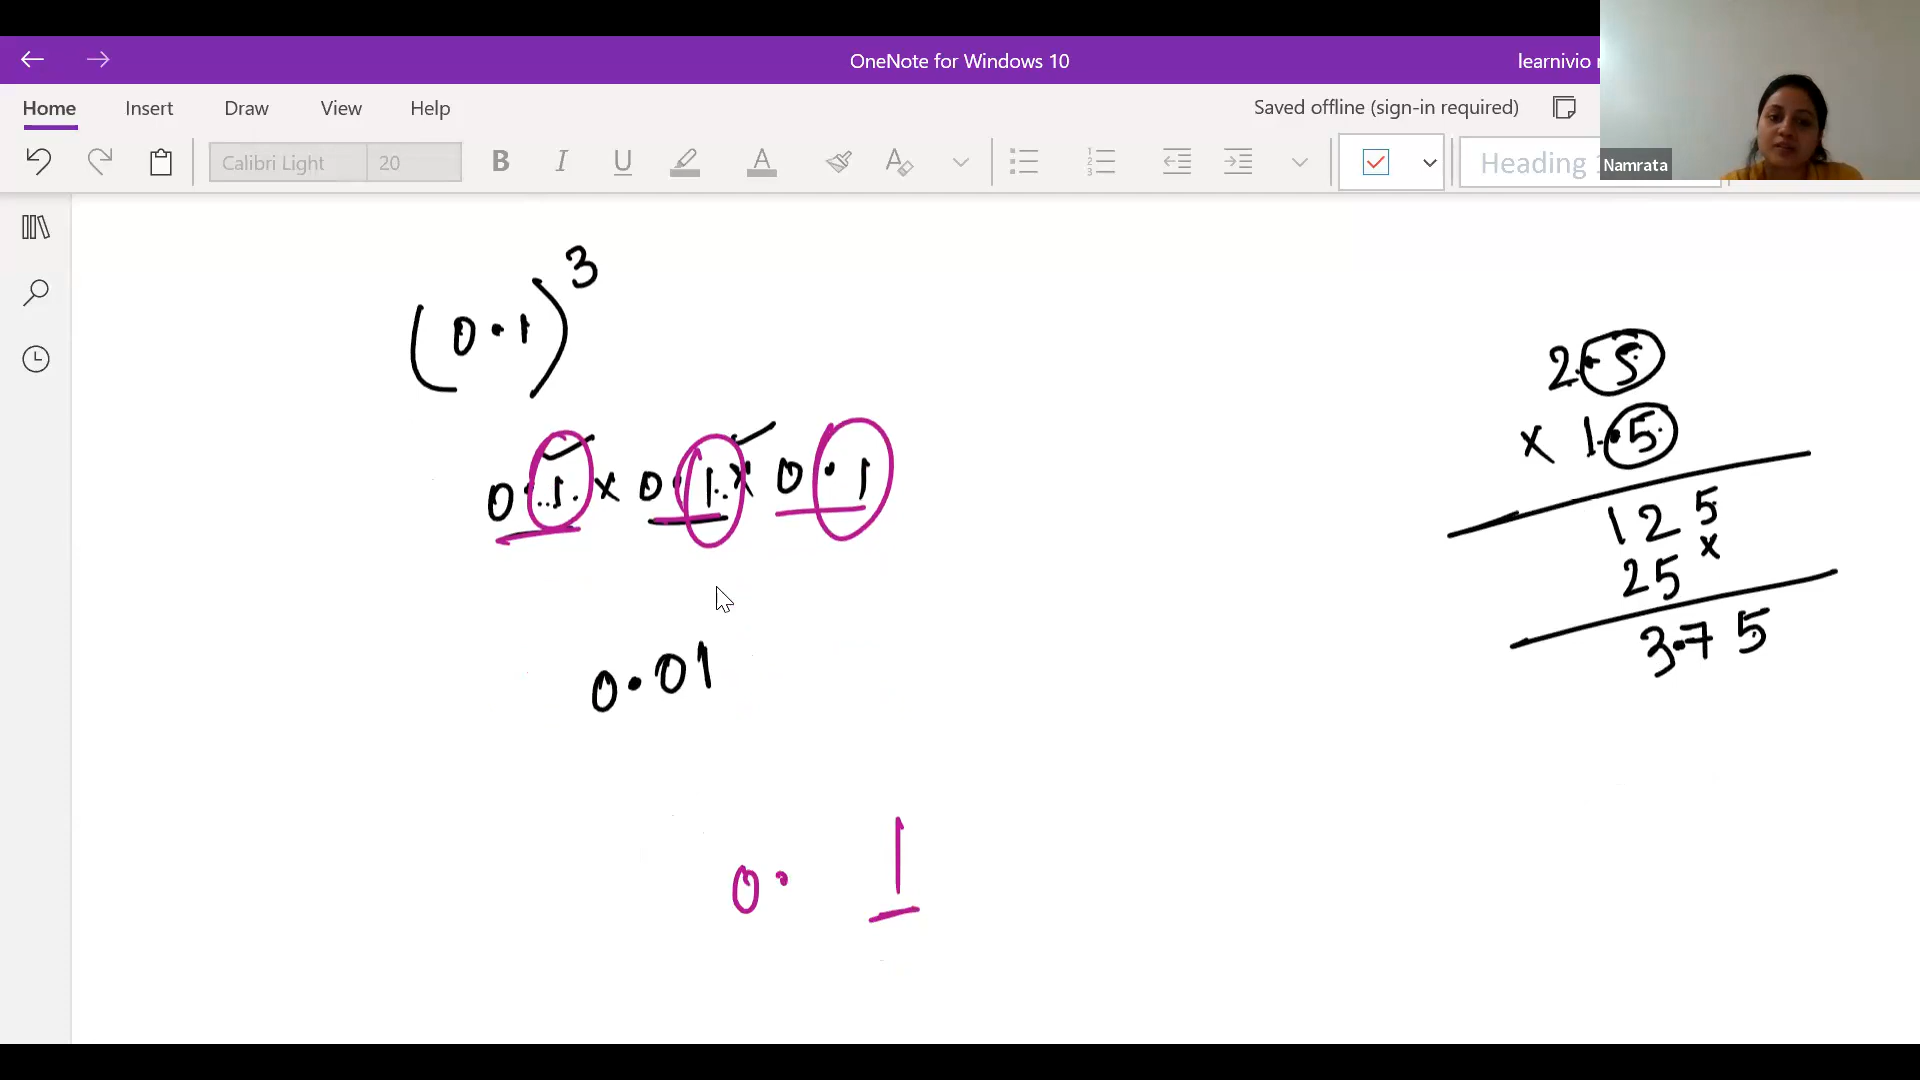 OneNote for Windows 10
learnivio
Home Insert Draw View Help
Saved offline (sign-in required)
Calibri Light 20
B I U A A
Heading
Namrata
(0·1)³
0·1 × 0·1 × 0·1
0·01
0· 1
2·5
× 1·5
125
25×
3·75